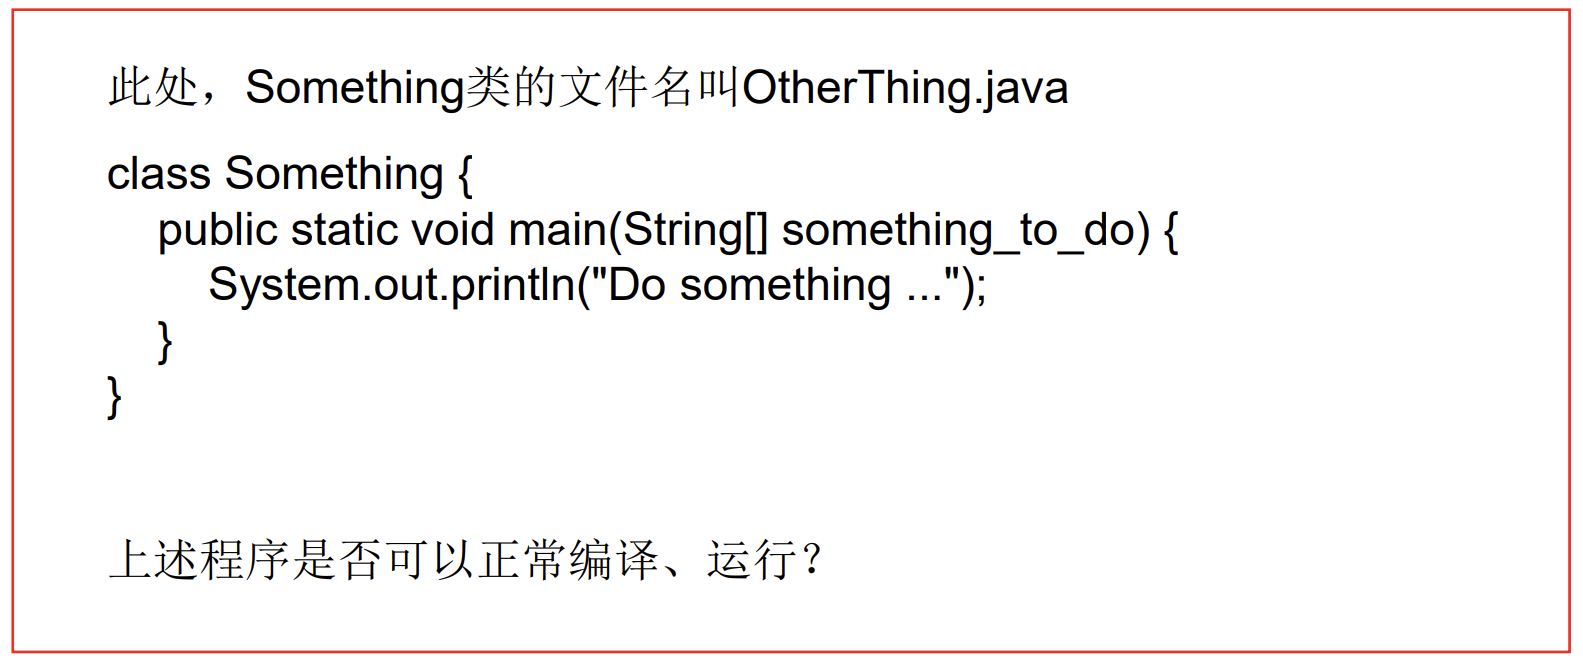 此处，Something类的文件名叫OtherThing.java
class Something {
public static void main(String[] something_to_do) {
System.out.println("Do something ...");
}
}
上述程序是否可以正常编译、运行？